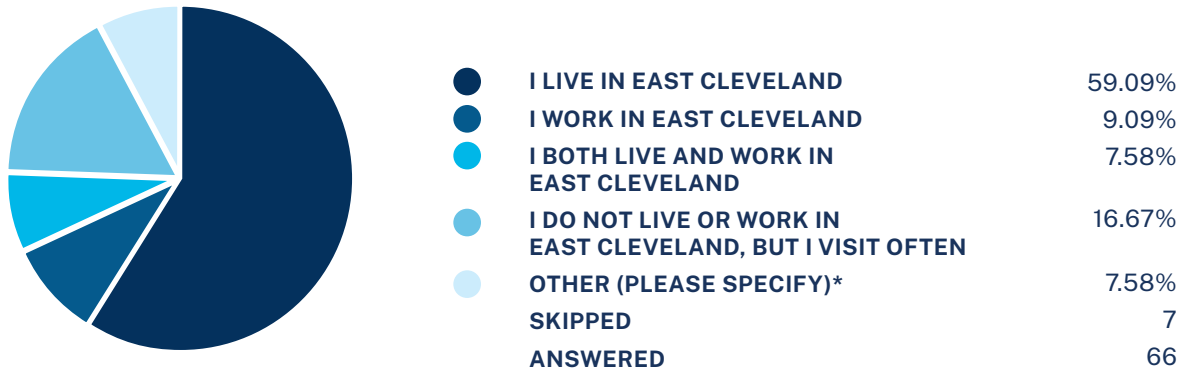 I LIVE IN EAST CLEVELAND 59.09%
I WORK IN EAST CLEVELAND 9.09%
I BOTH LIVE AND WORK IN 7.58%
EAST CLEVELAND
I DO NOT LIVE OR WORK IN 16.67%
EAST CLEVELAND, BUT I VISIT OFTEN
OTHER (PLEASE SPECIFY)* 7.58%
SKIPPED 7
ANSWERED 66